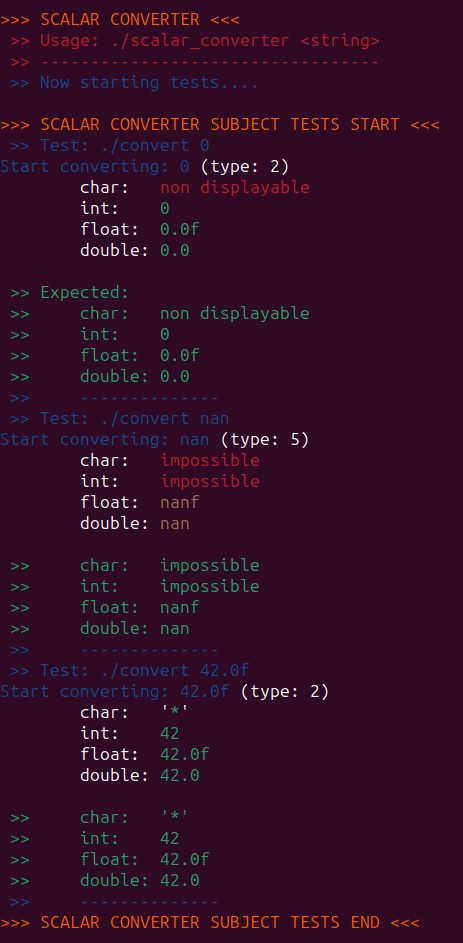 >>> SCALAR CONVERTER <<<
>> Usage: ./scalar_converter <string>
>> ----------------------------------
>> Now starting tests....
>>> SCALAR CONVERTER SUBJECT TESTS START <<<
>> Test: ./convert 0
Start converting: 0 (type: 2)
char: non displayable
int: 0
float: 0.0f
double: 0.0
>> Expected:
>> char: non displayable
>> int: 0
>> float: 0.0f
>> double: 0.0
>> --------------
>> Test: ./convert nan
Start converting: nan (type: 5)
char: impossible
int: impossible
float: nanf
double: nan
>> char: impossible
>> int: impossible
>> float: nanf
>> double: nan
>> --------------
>> Test: ./convert 42.0f
Start converting: 42.0f (type: 2)
char: '*'
int: 42
float: 42.0f
double: 42.0
>> char: '*'
>> int: 42
>> float: 42.0f
>> double: 42.0
>> --------------
>>> SCALAR CONVERTER SUBJECT TESTS END <<<